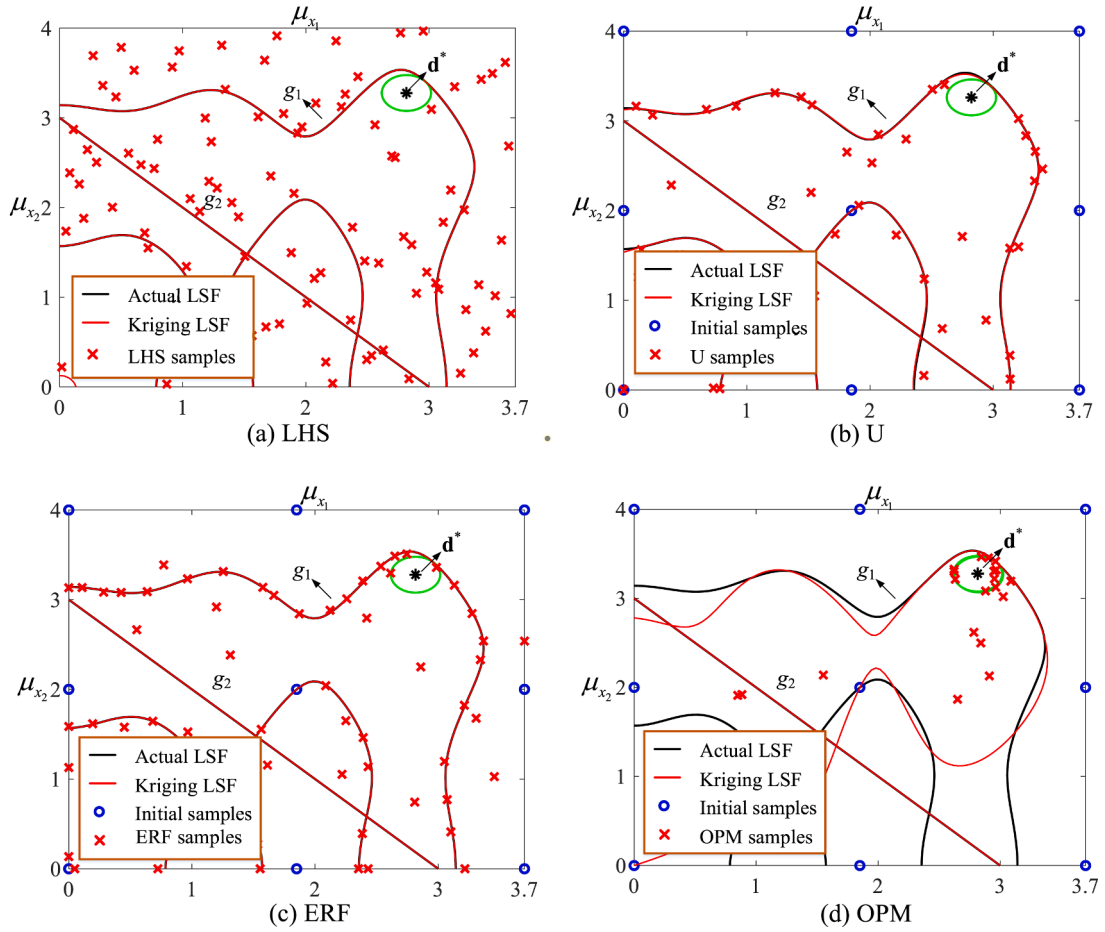 μx1
4
3
μx2
2
1
0
g1
d*
g2
Actual LSF
Kriging LSF
LHS samples
0 1 2 3 3.7
(a) LHS
μx1
4
3
μx2
2
1
0
g1
d*
g2
Actual LSF
Kriging LSF
Initial samples
U samples
0 1 2 3 3.7
(b) U
μx1
4
3
μx2
2
1
0
g1
d*
g2
Actual LSF
Kriging LSF
Initial samples
ERF samples
0 1 2 3 3.7
(c) ERF
μx1
4
3
μx2
2
1
0
g1
d*
g2
Actual LSF
Kriging LSF
Initial samples
OPM samples
0 1 2 3 3.7
(d) OPM